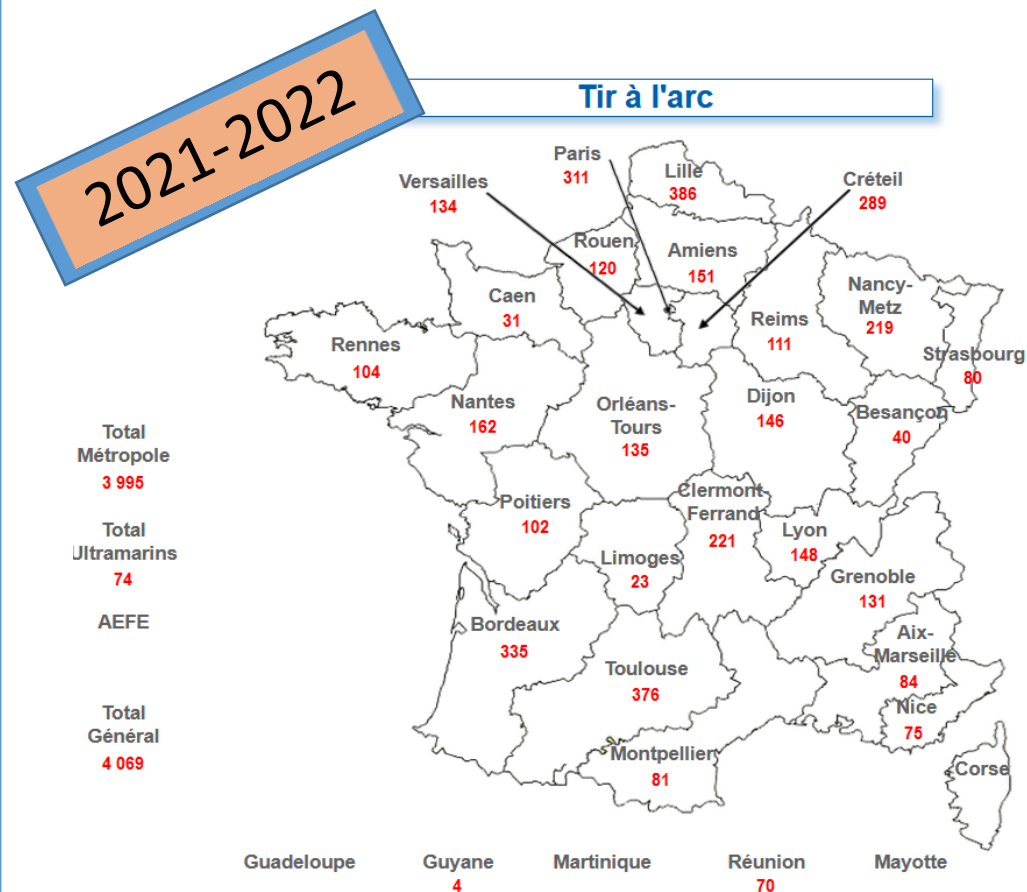 2021-2022
Tir à l'arc
Paris
311
Lille
386
Versailles
134
Créteil
289
Rouen
120
Amiens
151
Caen
31
Nancy-
Metz
219
Reims
111
Rennes
104
Strasbourg
80
Nantes
162
Orléans-
Tours
135
Dijon
146
Besançon
40
Total
Métropole
3 995
Poitiers
102
Clermont-
Ferrand
221
Lyon
148
Total
Ultramarins
74
Limoges
23
Grenoble
131
AEFE
Bordeaux
335
Aix-
Marseille
84
Toulouse
376
Nice
75
Total
Général
4 069
Montpellier
81
Corse
Guadeloupe
Guyane
4
Martinique
Réunion
70
Mayotte